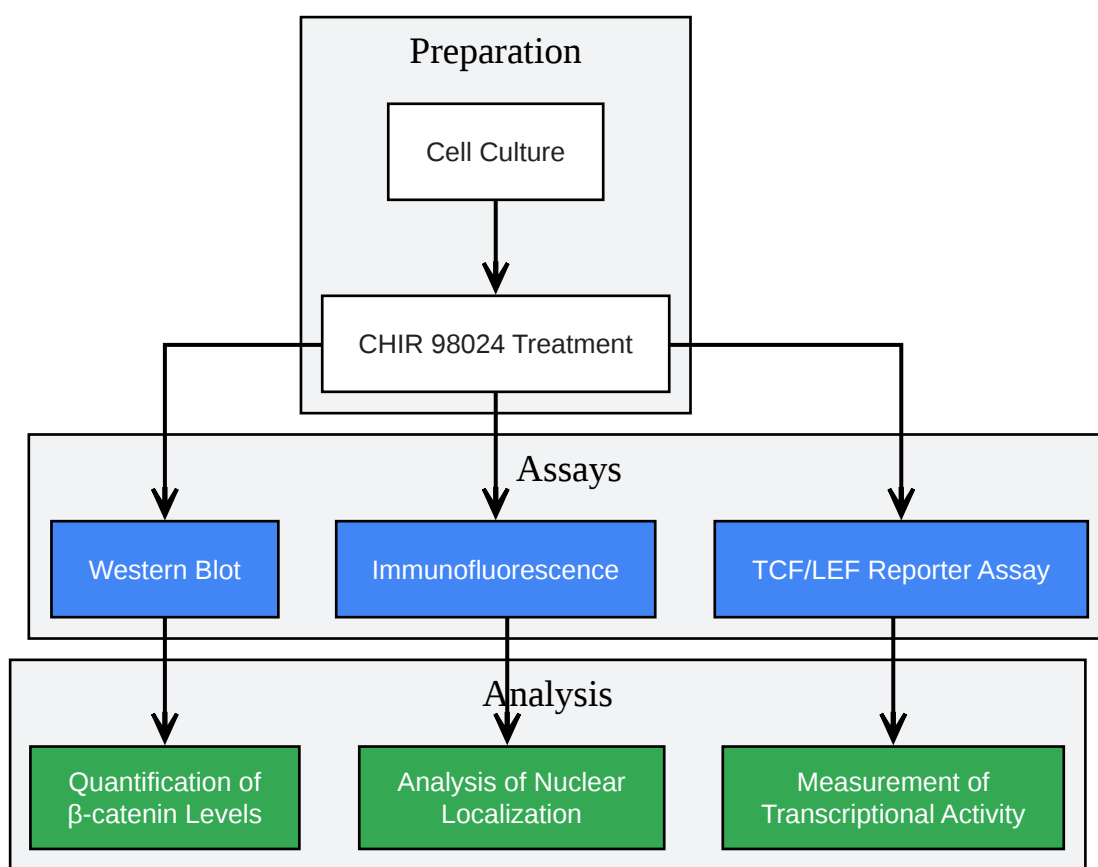 Preparation
Cell Culture
CHIR 98024 Treatment
Assays
Western Blot
Immunofluorescence
TCF/LEF Reporter Assay
Analysis
Quantification of
β-catenin Levels
Analysis of Nuclear
Localization
Measurement of
Transcriptional Activity